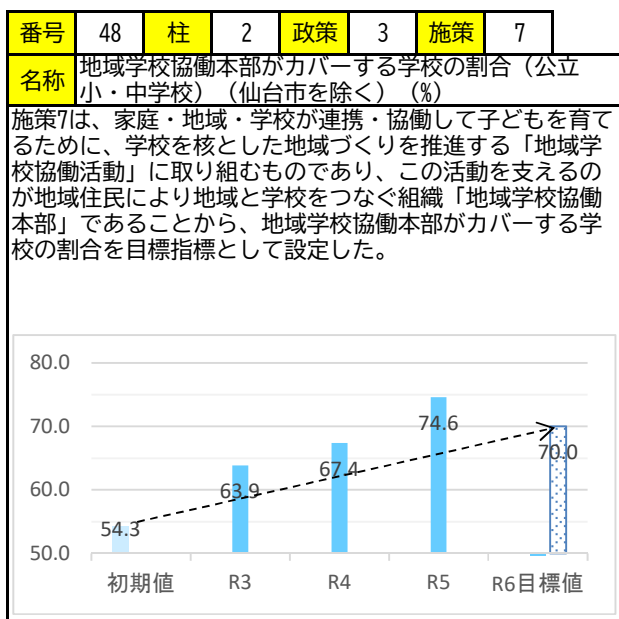 番号 48 柱 2 政策 3 施策 7
名称 地域学校協働本部がカバーする学校の割合（公立
小・中学校）（仙台市を除く）（%）
施策7は、家庭・地域・学校が連携・協働して子どもを育て
るために、学校を核とした地域づくりを推進する「地域学
校協働活動」に取り組むものであり、この活動を支えるの
が地域住民により地域と学校をつなぐ組織「地域学校協働
本部」であることから、地域学校協働本部がカバーする学
校の割合を目標指標として設定した。
80.0
70.0
60.0
50.0
54.3
63.9
67.4
74.6
70.0
初期値 R3 R4 R5 R6目標値